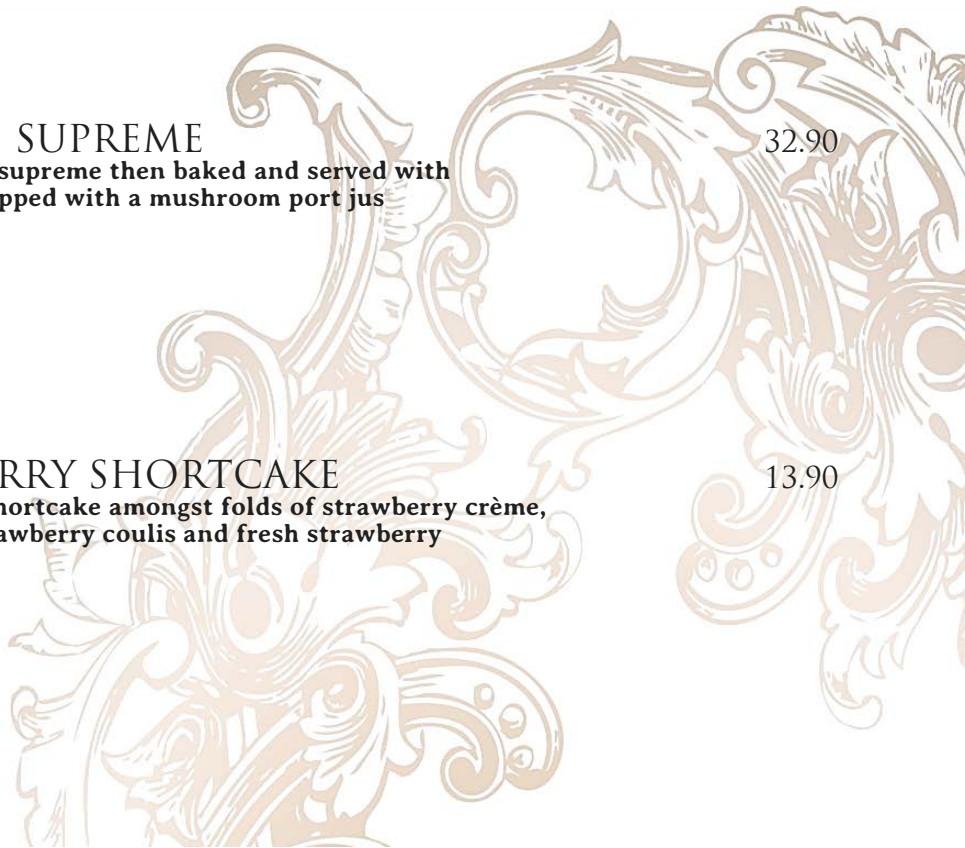 SUPREME 32.90
supreme then baked and served with
pped with a mushroom port jus
RRY SHORTCAKE 13.90
hortcake amongst folds of strawberry crème,
awberry coulis and fresh strawberry